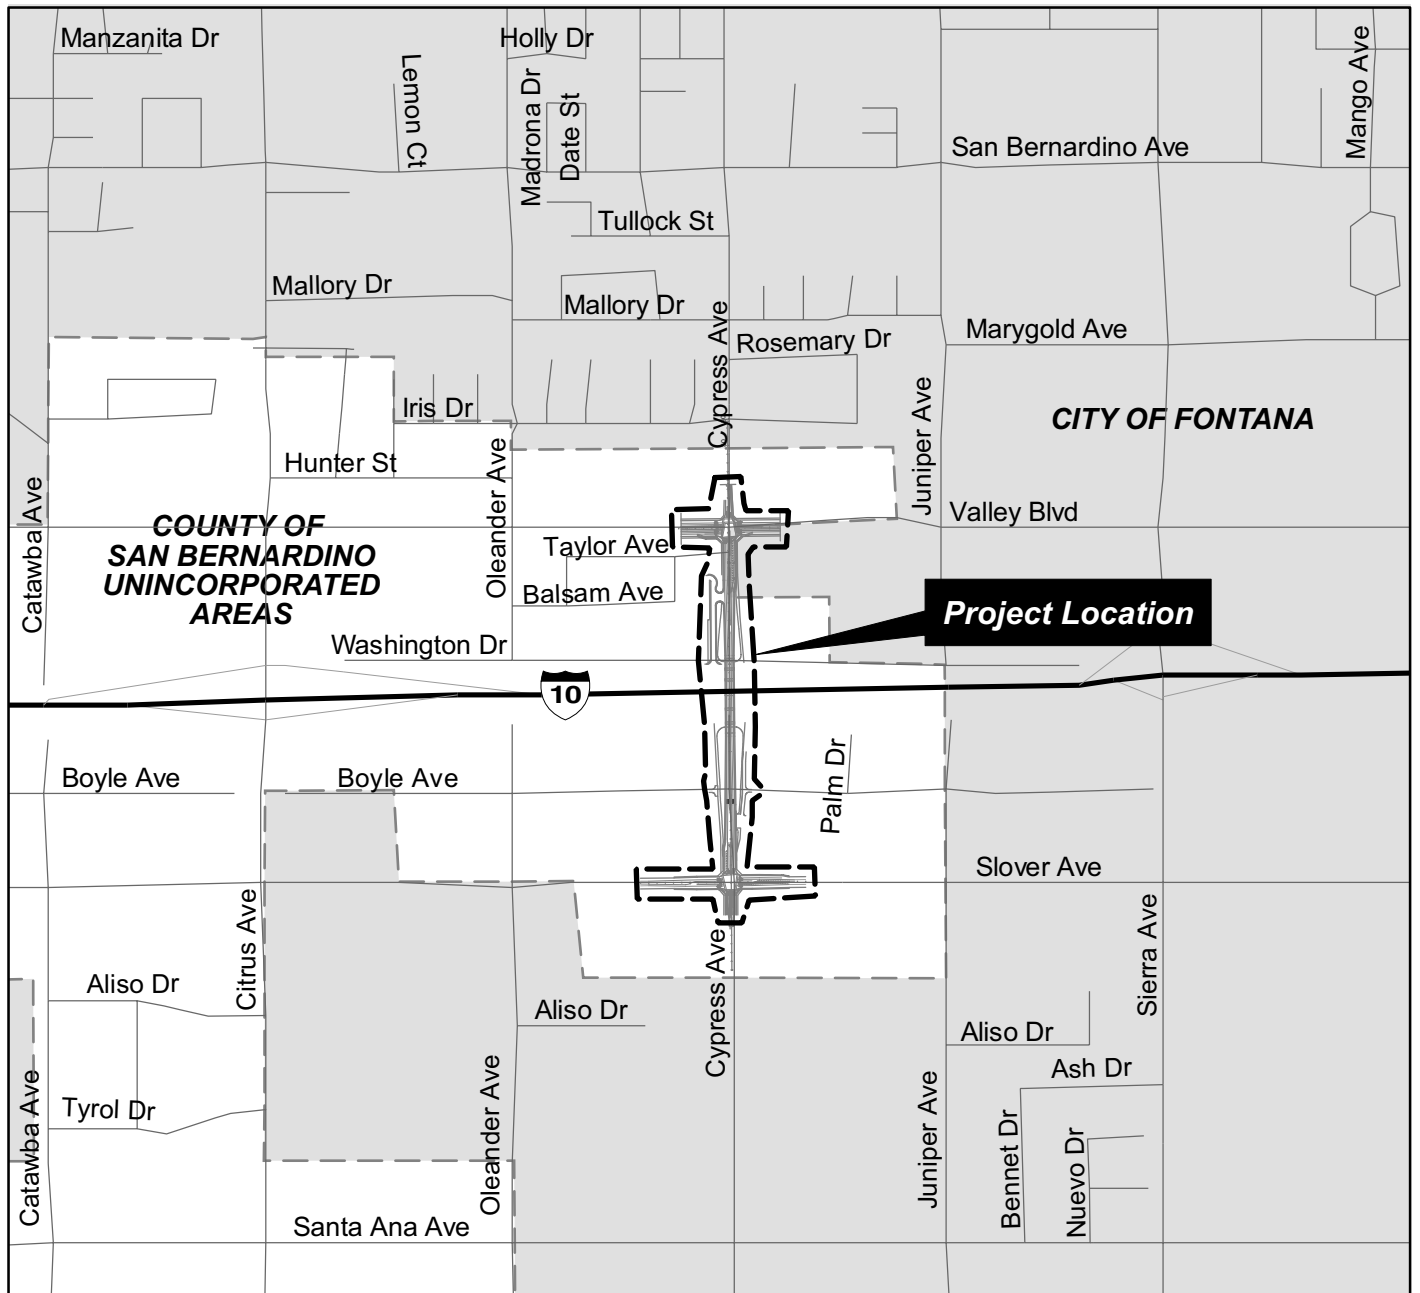 Manzanita Dr
Holly Dr
Lemon Ct
Madrona Dr
Date St
Mango Ave
San Bernardino Ave
Tullock St
Mallory Dr
Mallory Dr
Cypress Ave
Rosemary Dr
Marygold Ave
Iris Dr
Juniper Ave
CITY OF FONTANA
Hunter St
Oleander Ave
Catawba Ave
COUNTY OF
SAN BERNARDINO
UNINCORPORATED
AREAS
Valley Blvd
Taylor Ave
Balsam Ave
Project Location
Washington Dr
10
Boyle Ave
Boyle Ave
Palm Dr
Slover Ave
Citrus Ave
Cypress Ave
Sierra Ave
Aliso Dr
Aliso Dr
Aliso Dr
Ash Dr
Catawba Ave
Tyrol Dr
Oleander Ave
Juniper Ave
Bennet Dr
Nuevo Dr
Santa Ana Ave